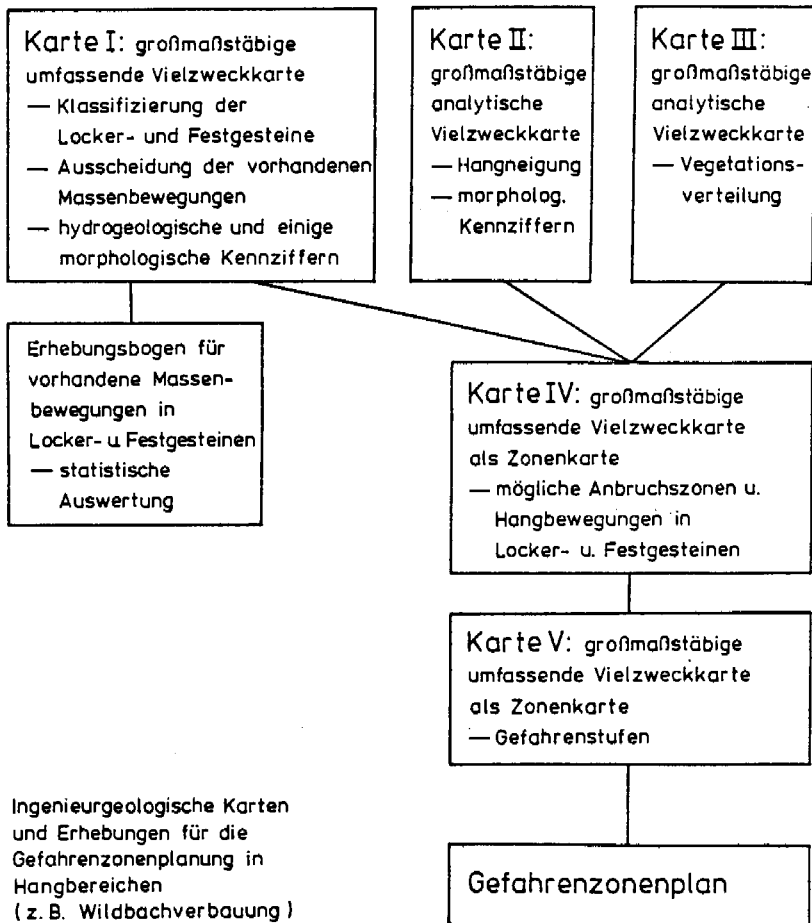 Karte I: großmaßstäbige
umfassende Vielzweckkarte
— Klassifizierung der
Locker- und Festgesteine
— Ausscheidung der vorhandenen
Massenbewegungen
— hydrogeologische und einige
morphologische Kennziffern
Karte II:
großmaßstäbige
analytische
Vielzweckkarte
— Hangneigung
— morpholog.
Kennziffern
Karte III:
großmaßstäbige
analytische
Vielzweckkarte
— Vegetations-
verteilung
Erhebungsbogen für
vorhandene Massen-
bewegungen in
Locker- u Festgesteinen
— statistische
Auswertung
Karte IV: großmaßstäbige
umfassende Vielzweckkarte
als Zonenkarte
— mögliche Anbruchszonen u.
Hangbewegungen in
Locker- u. Festgesteinen
Karte V: großmaßstäbige
umfassende Vielzweckkarte
als Zonenkarte
— Gefahrenstufen
Ingenieurgeologische Karten
und Erhebungen für die
Gefahrenzonenplanung in
Hangbereichen
( z. B. Wildbachverbauung )
Gefahrenzonenplan